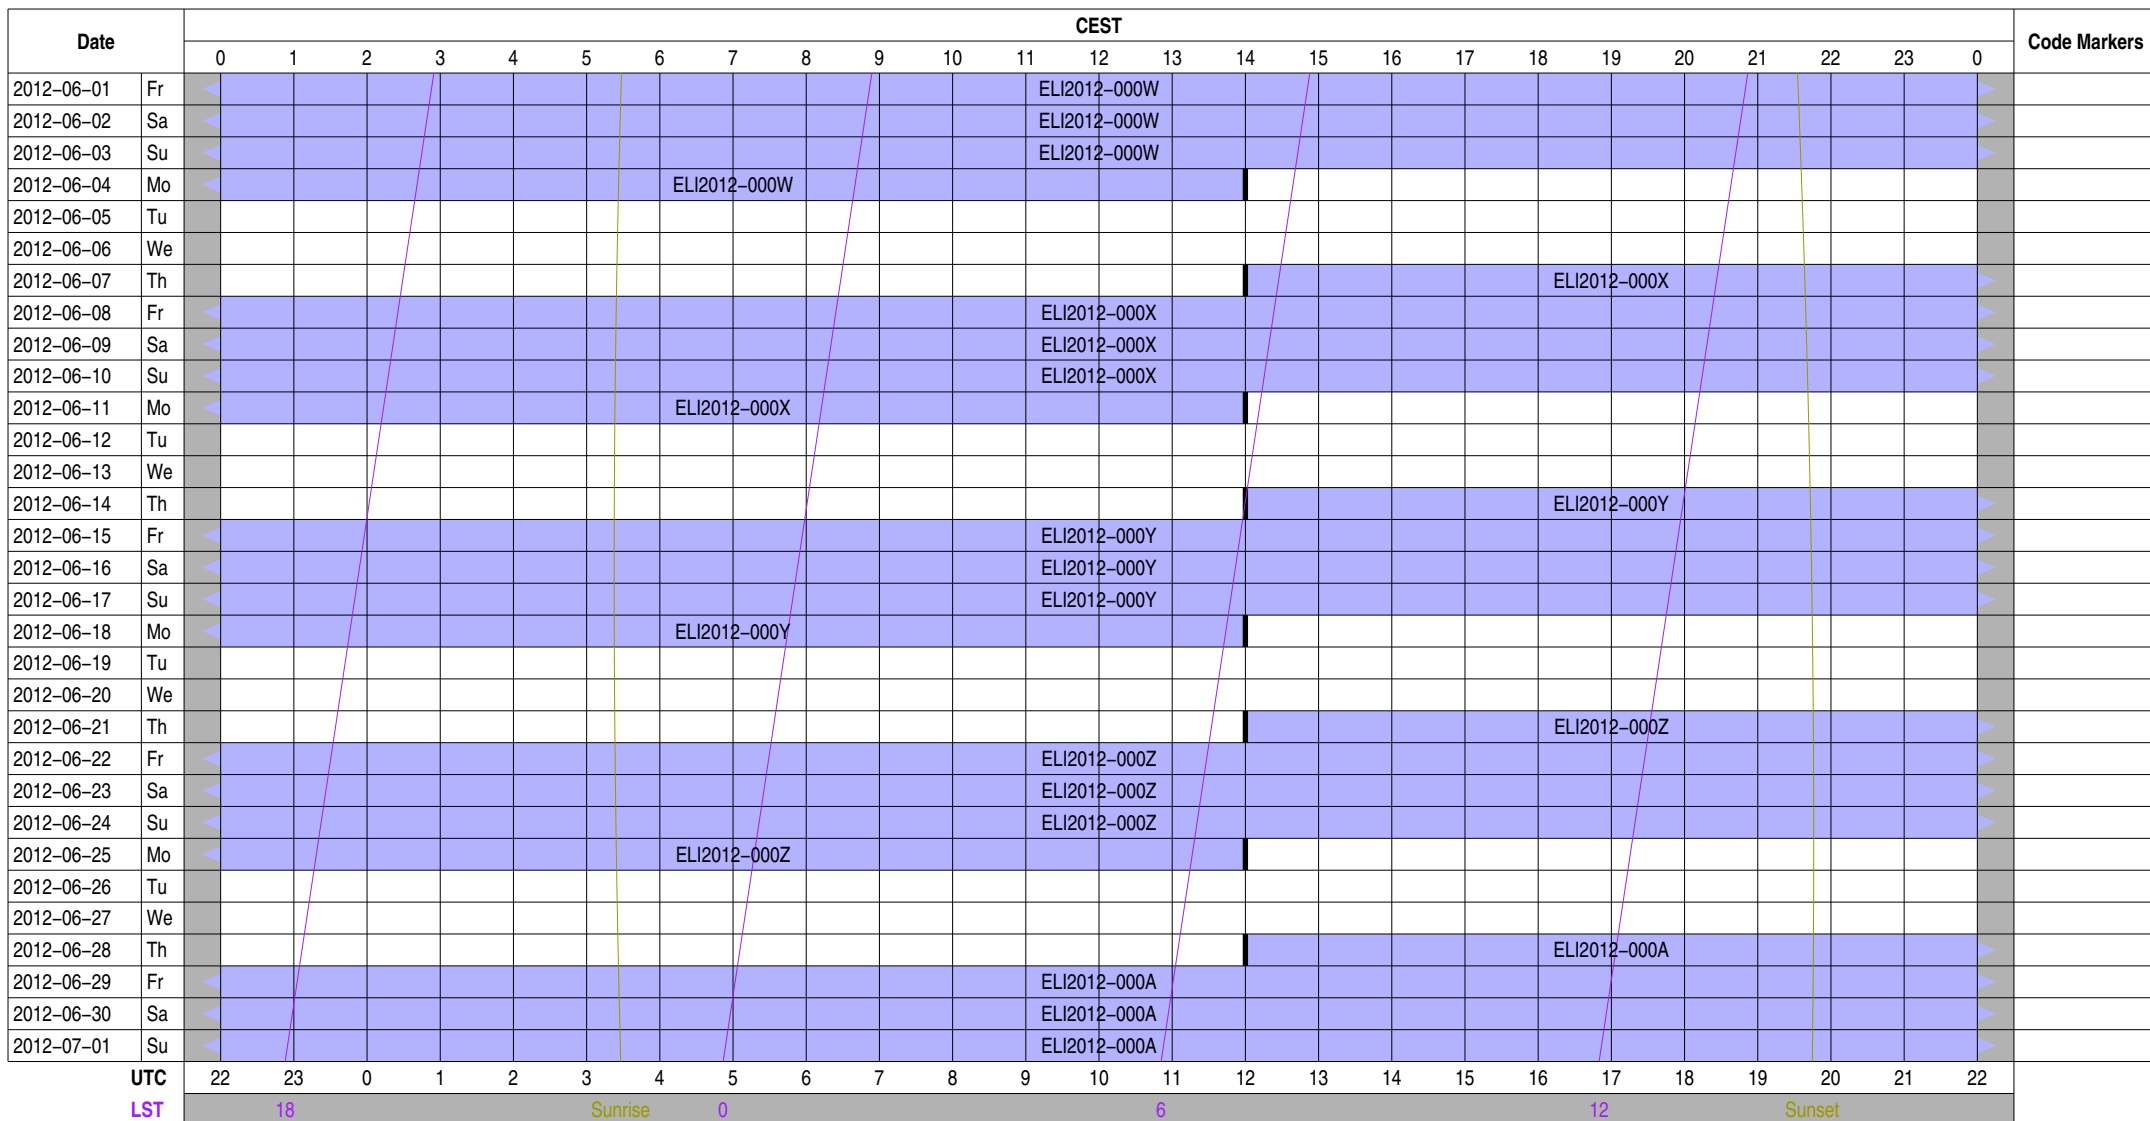 CEST
Date
Code Markers
0 1 2 3 4 5 6 7 8 9 10 11 12 13 14 15 16 17 18 19 20 21 22 23 0
2012–06–01 Fr ELI2012–000W
2012–06–02 Sa ELI2012–000W
2012–06–03 Su ELI2012–000W
2012–06–04 Mo ELI2012–000W
2012–06–05 Tu
2012–06–06 We
2012–06–07 Th ELI2012–000X
2012–06–08 Fr ELI2012–000X
2012–06–09 Sa ELI2012–000X
2012–06–10 Su ELI2012–000X
2012–06–11 Mo ELI2012–000X
2012–06–12 Tu
2012–06–13 We
2012–06–14 Th ELI2012–000Y
2012–06–15 Fr ELI2012–000Y
2012–06–16 Sa ELI2012–000Y
2012–06–17 Su ELI2012–000Y
2012–06–18 Mo ELI2012–000Y
2012–06–19 Tu
2012–06–20 We
2012–06–21 Th ELI2012–000Z
2012–06–22 Fr ELI2012–000Z
2012–06–23 Sa ELI2012–000Z
2012–06–24 Su ELI2012–000Z
2012–06–25 Mo ELI2012–000Z
2012–06–26 Tu
2012–06–27 We
2012–06–28 Th ELI2012–000A
2012–06–29 Fr ELI2012–000A
2012–06–30 Sa ELI2012–000A
2012–07–01 Su ELI2012–000A
UTC 22 23 0 1 2 3 4 5 6 7 8 9 10 11 12 13 14 15 16 17 18 19 20 21 22
LST 18 Sunrise 0 6 12 Sunset